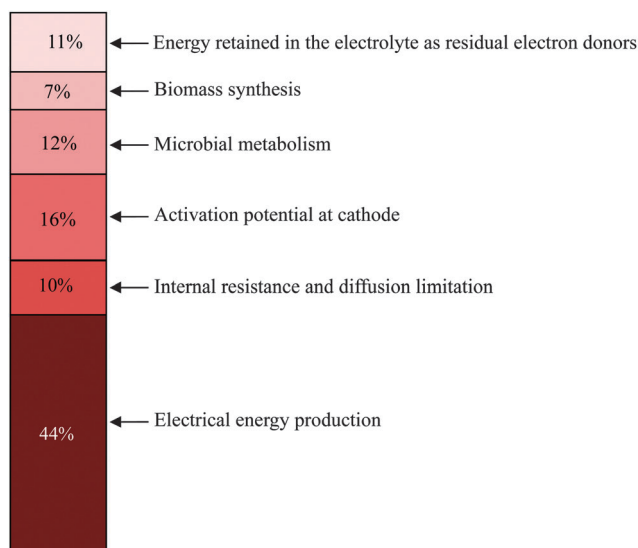 11% Energy retained in the electrolyte as residual electron donors
7% Biomass synthesis
12% Microbial metabolism
16% Activation potential at cathode
10% Internal resistance and diffusion limitation
44% Electrical energy production